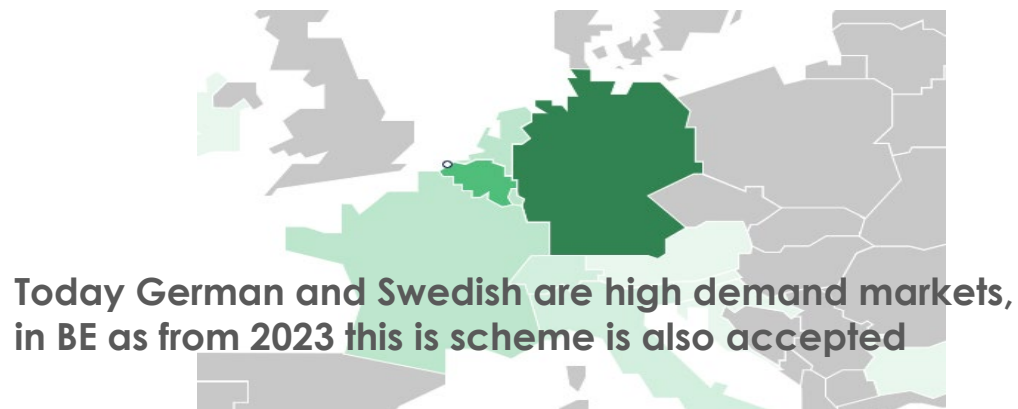 Today German and Swedish are high demand markets,
in BE as from 2023 this is scheme is also accepted